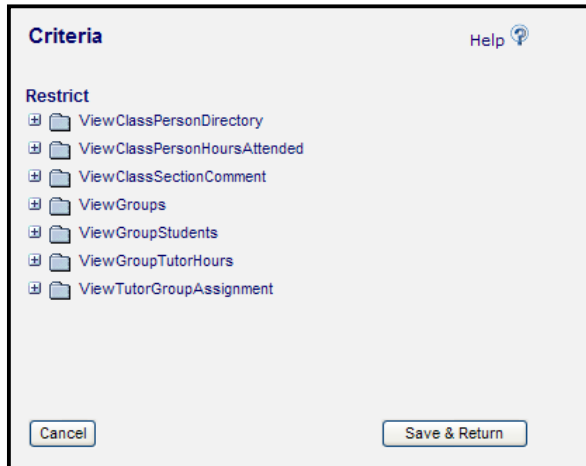 Criteria
Help
Restrict
ViewClassPersonDirectory
ViewClassPersonHoursAttended
ViewClassSectionComment
ViewGroups
ViewGroupStudents
ViewGroupTutorHours
ViewTutorGroupAssignment
Cancel
Save & Return